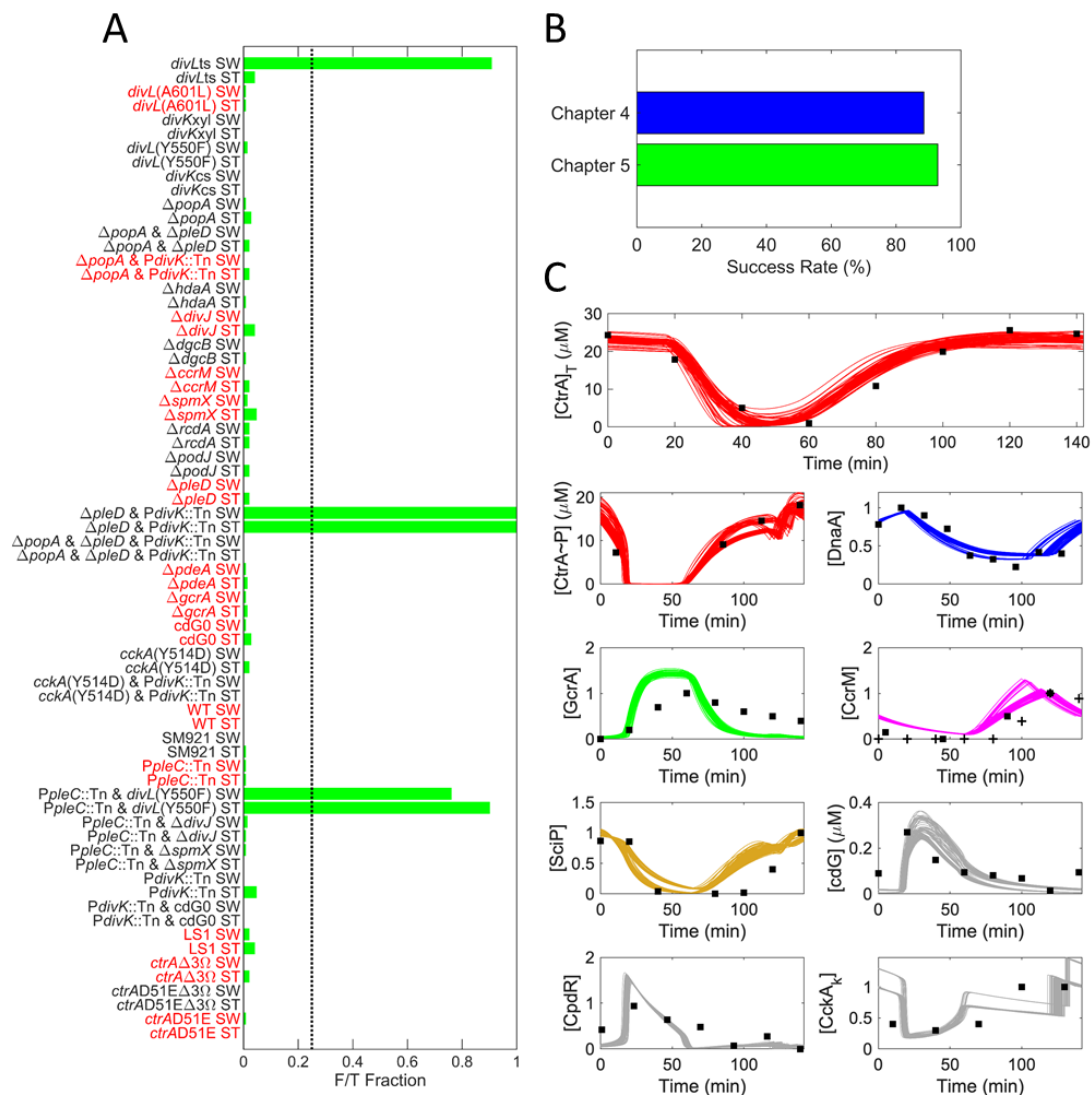 A
divLts SW
divLts ST
divL(A601L) SW
divL(A601L) ST
divKxyl SW
divKxyl ST
divL(Y550F) SW
divL(Y550F) ST
divKcs SW
divKcs ST
ΔpopA SW
ΔpopA ST
ΔpopA & ΔpleD SW
ΔpopA & ΔpleD ST
ΔpopA & PdivK::Tn SW
ΔpopA & PdivK::Tn ST
ΔhdaA SW
ΔhdaA ST
ΔdivJ SW
ΔdivJ ST
ΔdgcB SW
ΔdgcB ST
ΔccrM SW
ΔccrM ST
ΔspmX SW
ΔspmX ST
ΔrcdA SW
ΔrcdA ST
ΔpodJ SW
ΔpodJ ST
ΔpleD SW
ΔpleD ST
ΔpleD & PdivK::Tn SW
ΔpleD & PdivK::Tn ST
ΔpopA & ΔpleD & PdivK::Tn SW
ΔpopA & ΔpleD & PdivK::Tn ST
ΔpdeA SW
ΔpdeA ST
ΔgcrA SW
ΔgcrA ST
cdG0 SW
cdG0 ST
cckA(Y514D) SW
cckA(Y514D) ST
cckA(Y514D) & PdivK::Tn SW
cckA(Y514D) & PdivK::Tn ST
WT SW
WT ST
SM921 SW
SM921 ST
PpleC::Tn SW
PpleC::Tn ST
PpleC::Tn & divL(Y550F) SW
PpleC::Tn & divL(Y550F) ST
PpleC::Tn & ΔdivJ SW
PpleC::Tn & ΔdivJ ST
PpleC::Tn & ΔspmX SW
PpleC::Tn & ΔspmX ST
PdivK::Tn SW
PdivK::Tn ST
PdivK::Tn & cdG0 SW
PdivK::Tn & cdG0 ST
LS1 SW
LS1 ST
ctrAΔ3Ω SW
ctrAΔ3Ω ST
ctrAD51EΔ3Ω SW
ctrAD51EΔ3Ω ST
ctrAD51E SW
ctrAD51E ST
0 0.2 0.4 0.6 0.8 1
F/T Fraction
B
Chapter 4
Chapter 5
0 20 40 60 80 100
Success Rate (%)
C
[CtrA]T (μM)
30
20
10
0
0 20 40 60 80 100 120 140
Time (min)
[CtrA~P] (μM)
20
10
0
0 50 100
Time (min)
[DnaA]
1
0.5
0
0 50 100
Time (min)
[GcrA]
2
1
0
0 50 100
Time (min)
[CcrM]
2
1
0
0 50 100
Time (min)
[SciP]
1
0.5
0
0 50 100
Time (min)
[cdG] (μM)
0.4
0.2
0
0 50 100
Time (min)
[CpdR]
2
1
0
0 50 100
Time (min)
[CckAk]
2
1
0
0 50 100
Time (min)